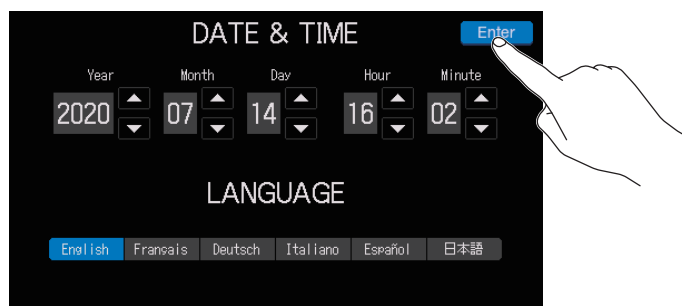 DATE & TIME Enter
Year Month Day Hour Minute
2020 07 14 16 02
LANGUAGE
English Français Deutsch Italiano Español 日本語